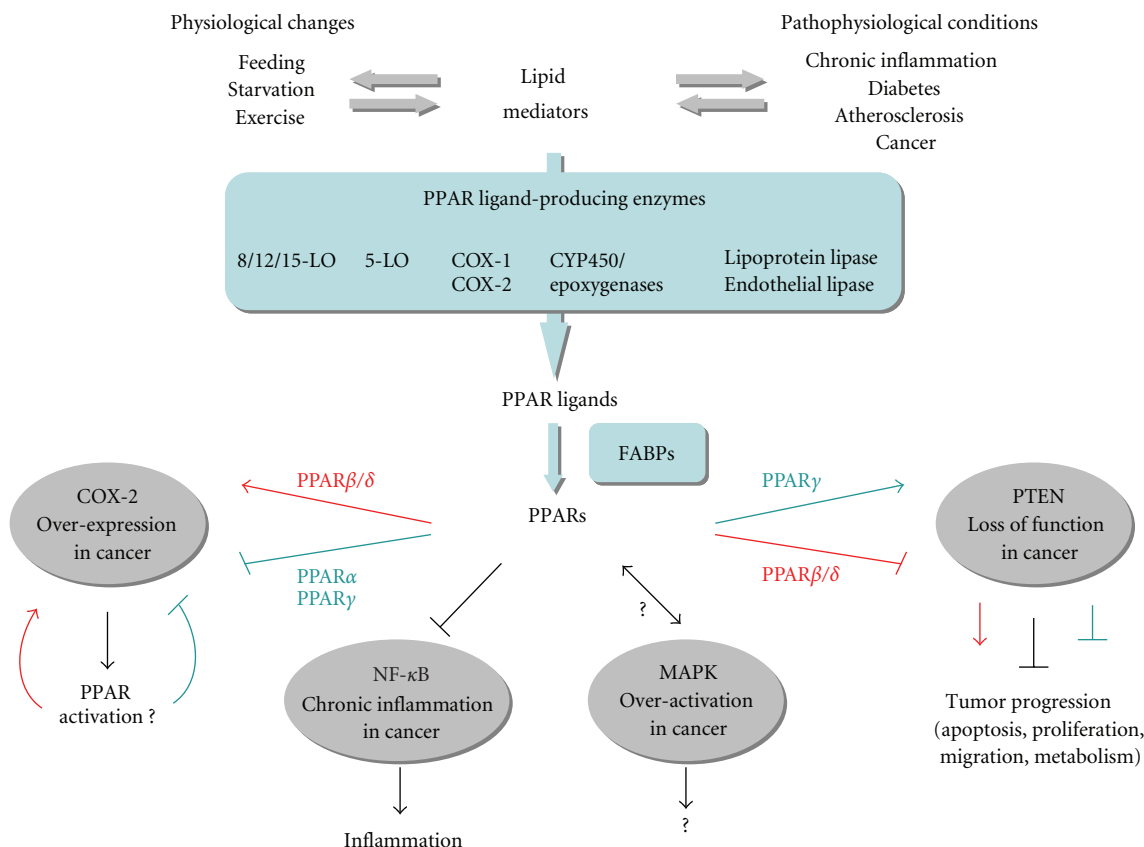 Physiological changes
Feeding
Starvation
Exercise
Lipid
mediators
Pathophysiological conditions
Chronic inflammation
Diabetes
Atherosclerosis
Cancer
PPAR ligand-producing enzymes
8/12/15-LO
5-LO
COX-1
COX-2
CYP450/
epoxygenases
Lipoprotein lipase
Endothelial lipase
PPAR ligands
FABPs
PPARs
PPARβ/δ
PPARα
PPARγ
PPARγ
PPARβ/δ
COX-2
Over-expression
in cancer
PPAR
activation ?
NF-κB
Chronic inflammation
in cancer
Inflammation
?
MAPK
Over-activation
in cancer
?
PTEN
Loss of function
in cancer
Tumor progression
(apoptosis, proliferation,
migration, metabolism)